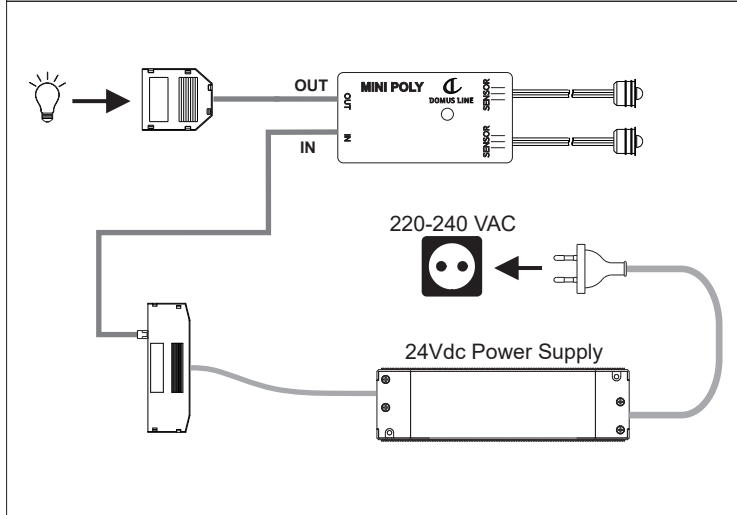 OUT
OUT
MINI POLY
DOMUS LINE
SENSOR
IN
IN
SENSOR
220-240 VAC
24Vdc Power Supply